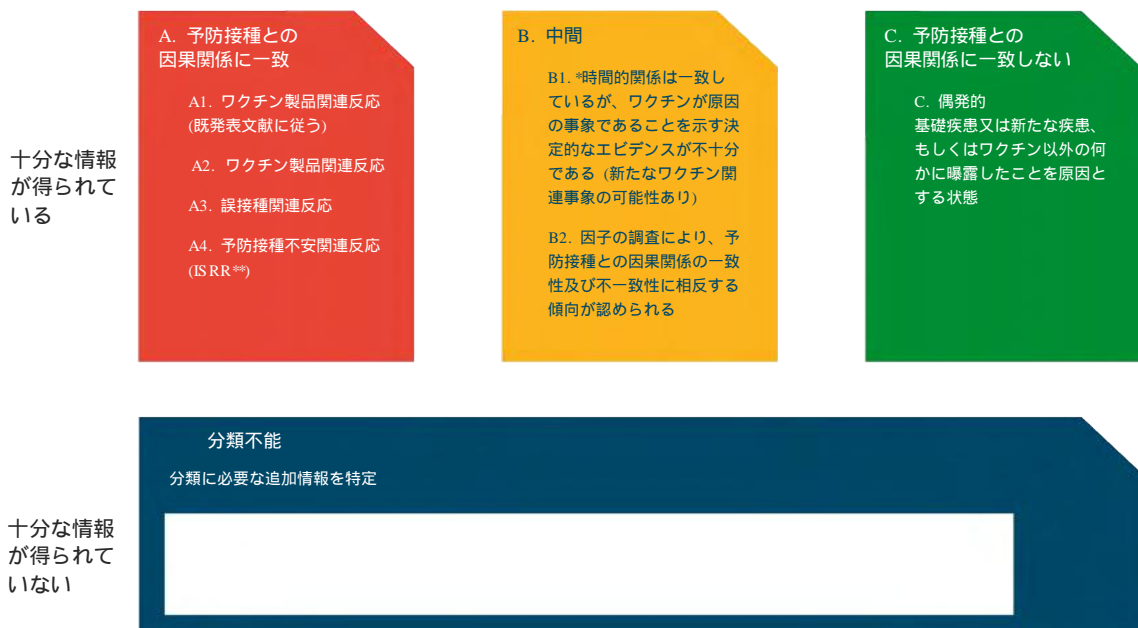 十分な情報
が得られて
いる
A. 予防接種との
因果関係に一致
A1. ワクチン製品関連反応
(既発表文献に従う)
A2. ワクチン製品関連反応
A3. 誤接種関連反応
A4. 予防接種不安関連反応
(ISRR**)
B. 中間
B1. *時間的関係は一致し
ているが、ワクチンが原因
の事象であることを示す決
定的なエビデンスが不十分
である (新たなワクチン関
連事象の可能性あり)
B2. 因子の調査により、予
防接種との因果関係の一致
性及び不一致性に相反する
傾向が認められる
C. 予防接種との
因果関係に一致しない
C. 偶発的
基礎疾患又は新たな疾患、
もしくはワクチン以外の何
かに曝露したことを原因と
する状態
十分な情報
が得られて
いない
分類不能
分類に必要な追加情報を特定